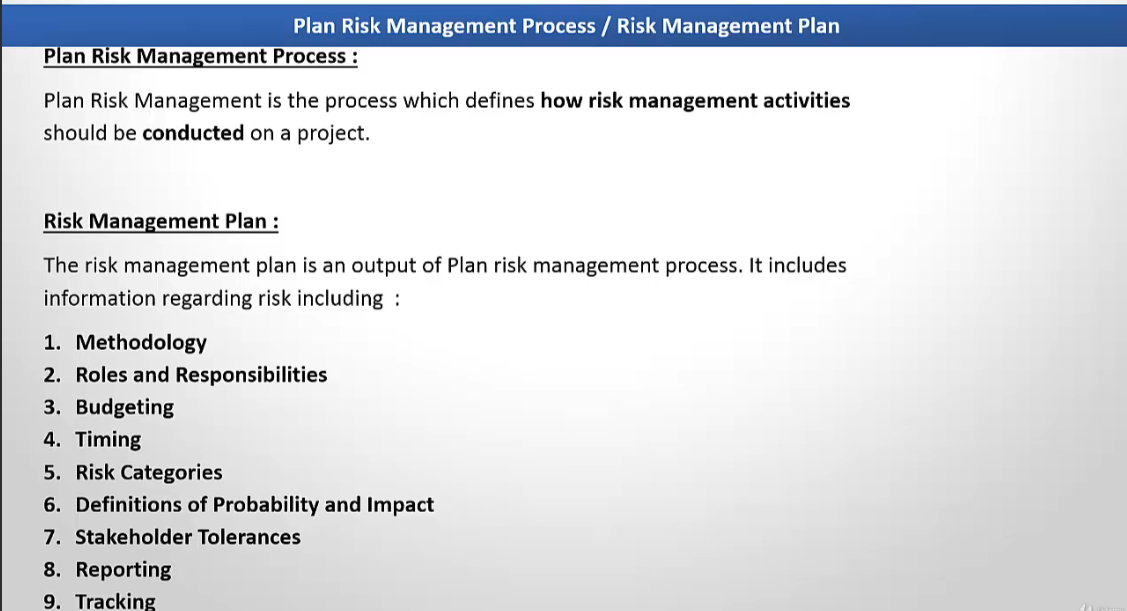 Plan Risk Management Process / Risk Management Plan
Plan Risk Management Process :
Plan Risk Management is the process which defines how risk management activities
should be conducted on a project.
Risk Management Plan :
The risk management plan is an output of Plan risk management process. It includes
information regarding risk including :
1. Methodology
2. Roles and Responsibilities
3. Budgeting
4. Timing
5. Risk Categories
6. Definitions of Probability and Impact
7. Stakeholder Tolerances
8. Reporting
9. Tracking